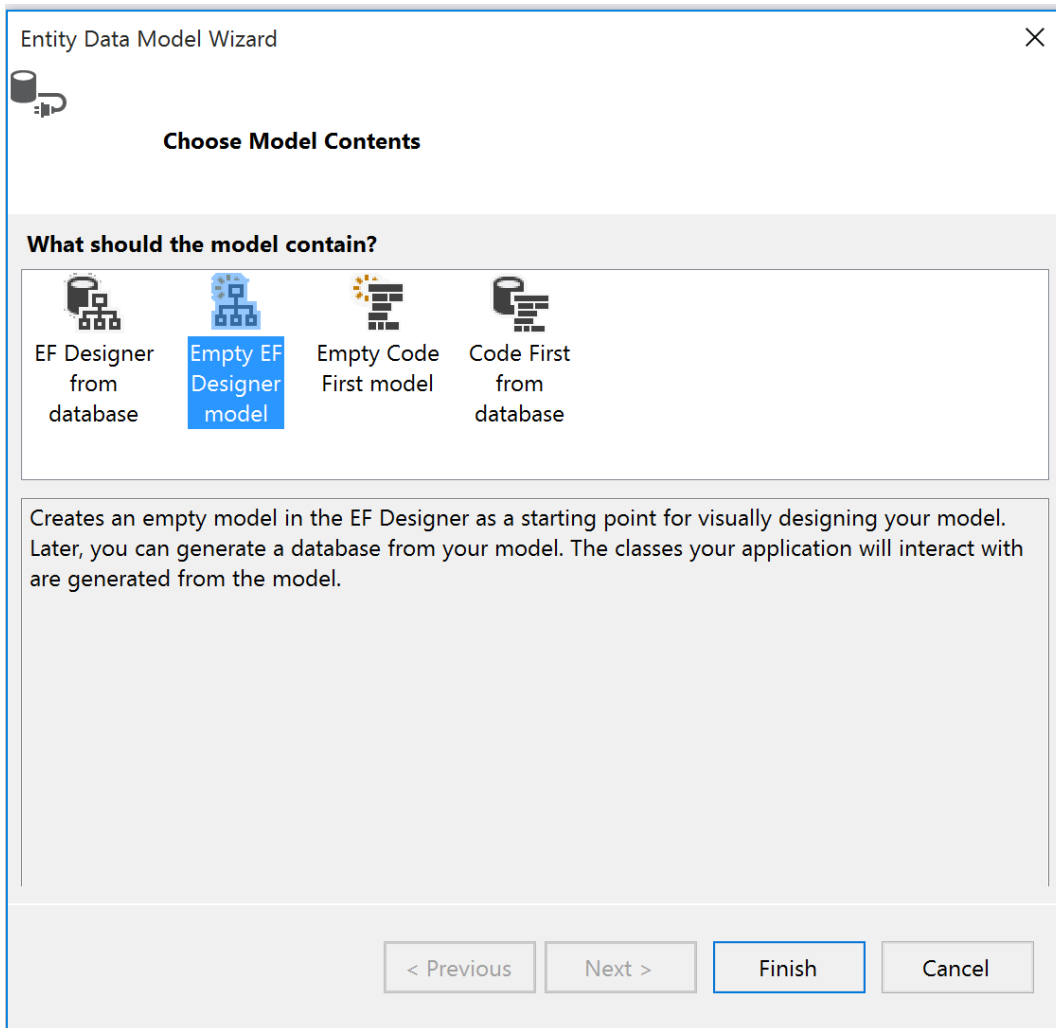 Entity Data Model Wizard
Choose Model Contents
What should the model contain?
EF Designer
from
database
Empty EF
Designer
model
Empty Code
First model
Code First
from
database
Creates an empty model in the EF Designer as a starting point for visually designing your model.
Later, you can generate a database from your model. The classes your application will interact with
are generated from the model.
< Previous
Next >
Finish
Cancel